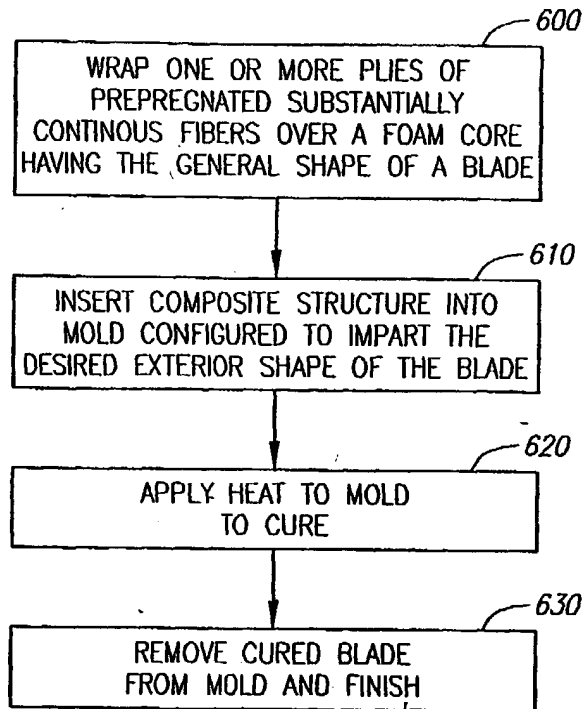 600
WRAP ONE OR MORE PLIES OF
PREPREGNATED SUBSTANTIALLY
CONTINOUS FIBERS OVER A FOAM CORE
HAVING THE GENERAL SHAPE OF A BLADE
610
INSERT COMPOSITE STRUCTURE INTO
MOLD CONFIGURED TO IMPART THE
DESIRED EXTERIOR SHAPE OF THE BLADE
620
APPLY HEAT TO MOLD
TO CURE
630
REMOVE CURED BLADE
FROM MOLD AND FINISH